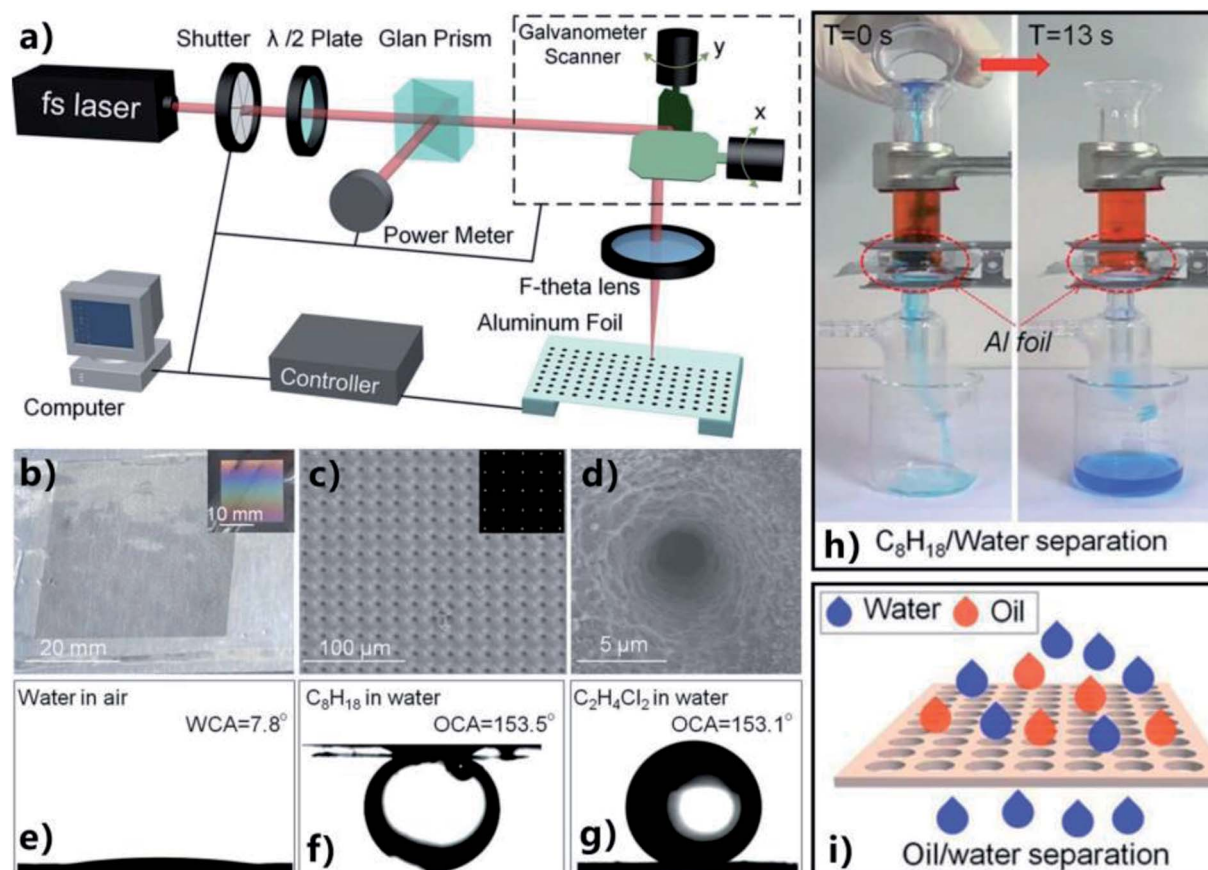 a)
Shutter
λ /2 Plate
Glan Prism
Galvanometer
Scanner
y
x
fs laser
Power Meter
F-theta lens
Aluminum Foil
Computer
Controller
b)
10 mm
20 mm
c)
100 µm
d)
5 µm
Water in air
WCA=7.8°
e)
C₈H₁₈ in water
OCA=153.5°
f)
C₂H₄Cl₂ in water
OCA=153.1°
g)
T=0 s
T=13 s
Al foil
h)
C₈H₁₈/Water separation
Water
Oil
i)
Oil/water separation